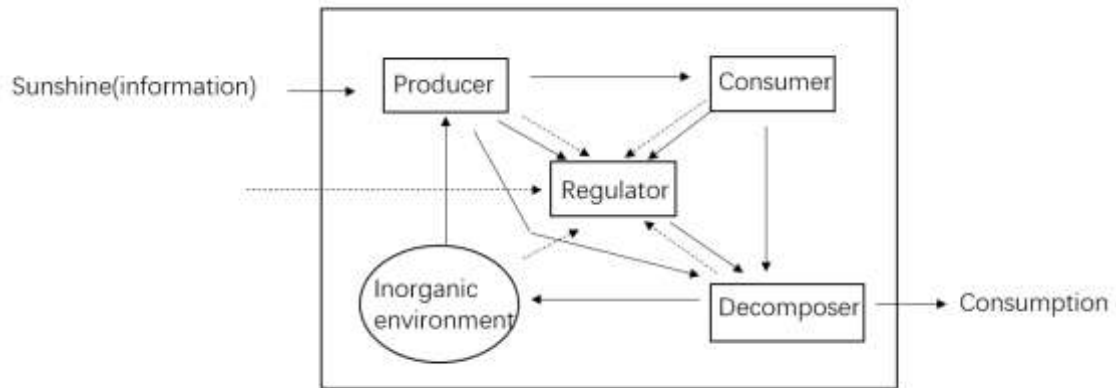 Sunshine(information)
Producer
Consumer
Regulator
Inorganic
environment
Decomposer
Consumption